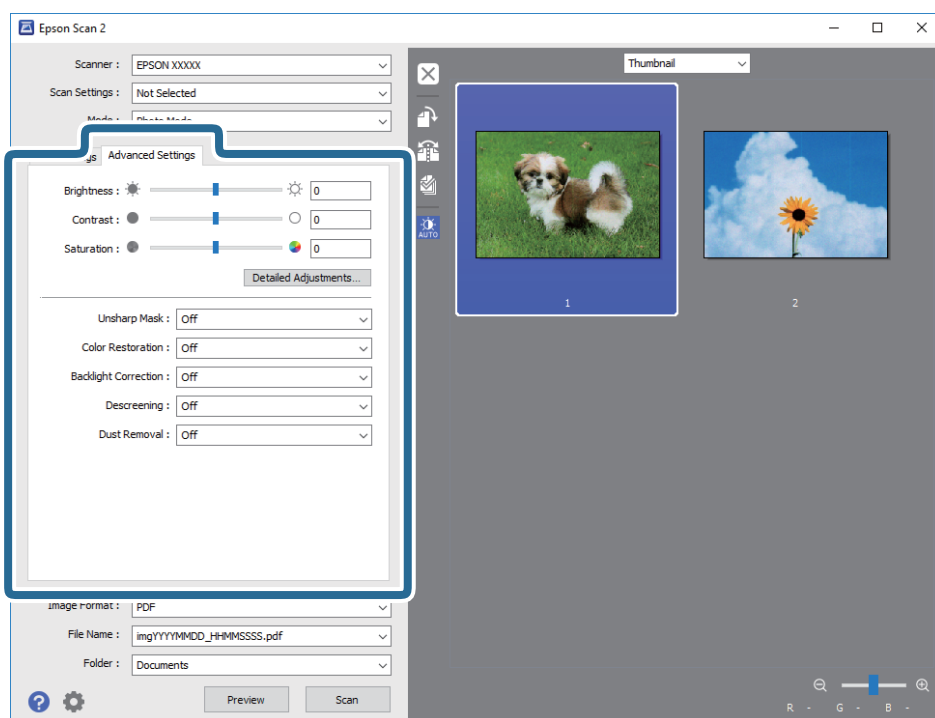 Epson Scan 2
Scanner : EPSON XXXXX
Scan Settings : Not Selected
Thumbnail
Advanced Settings
Brightness : 0
Contrast : 0
Saturation : 0
Detailed Adjustments...
Unsharp Mask : Off
Color Restoration : Off
Backlight Correction : Off
Descreening : Off
Dust Removal : Off
Image Format : PDF
File Name : imgYYYYMMDD_HHMMSSSS.pdf
Folder : Documents
? Preview Scan
AUTO
1 2
R - G - B -